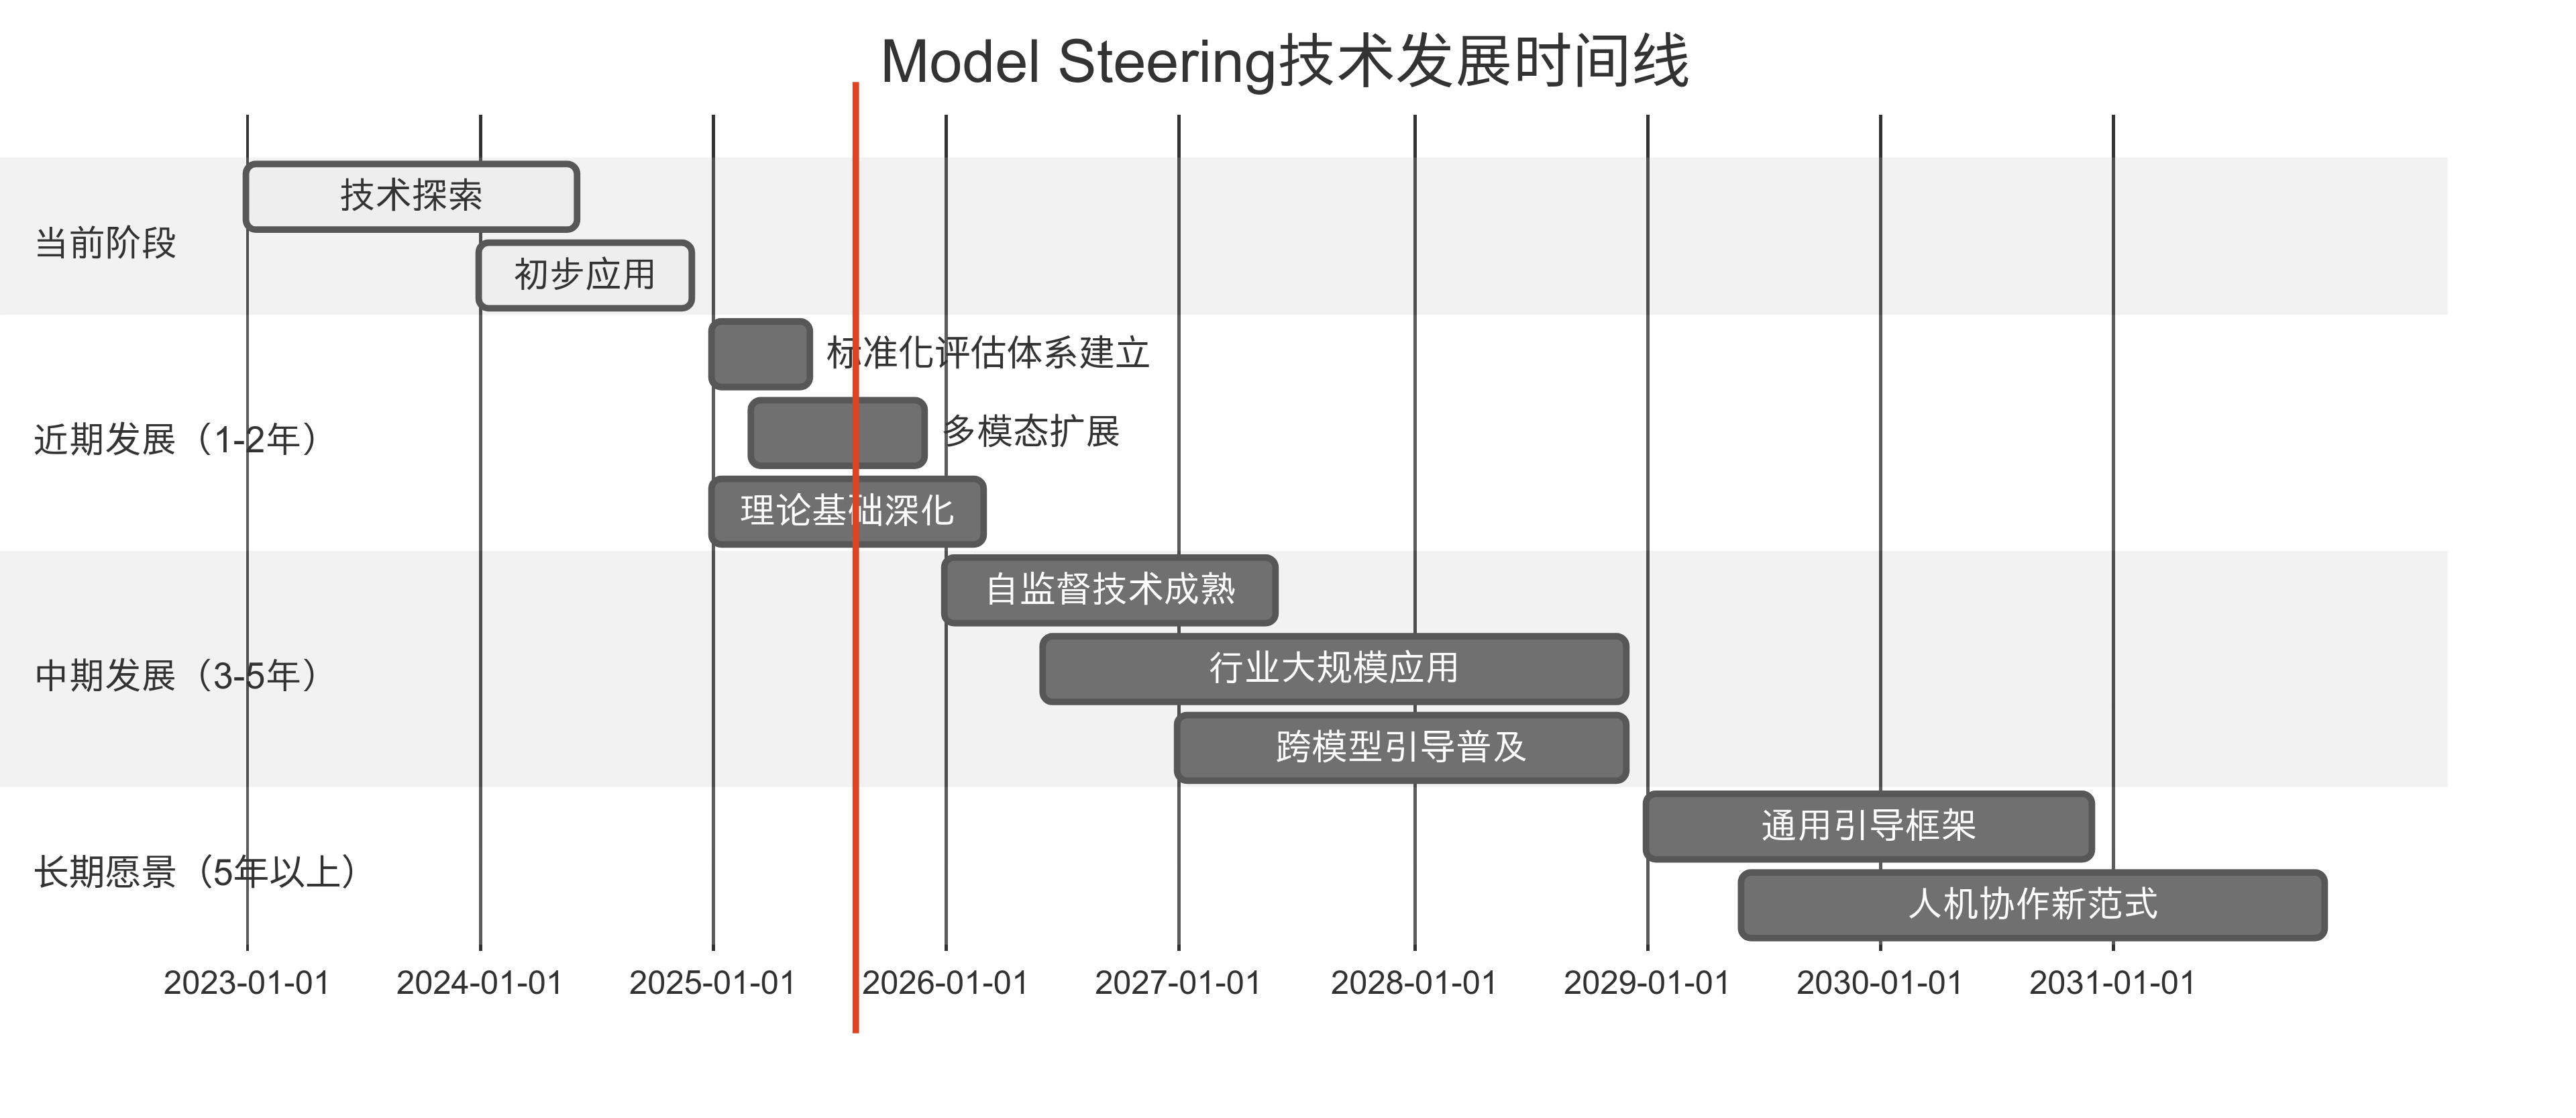 Model Steering技术发展时间线
当前阶段
技术探索
初步应用
近期发展（1-2年）
标准化评估体系建立
多模态扩展
理论基础深化
中期发展（3-5年）
自监督技术成熟
行业大规模应用
跨模型引导普及
长期愿景（5年以上）
通用引导框架
人机协作新范式
2023-01-01
2024-01-01
2025-01-01
2026-01-01
2027-01-01
2028-01-01
2029-01-01
2030-01-01
2031-01-01